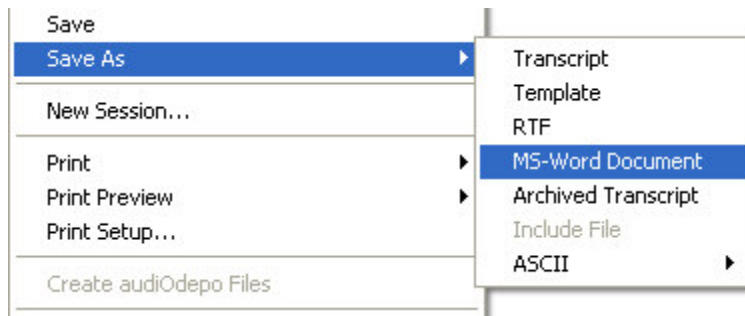 Save
Save As
New Session...
Print
Print Preview
Print Setup...
Create audiOdepo Files
Transcript
Template
RTF
MS-Word Document
Archived Transcript
Include File
ASCII